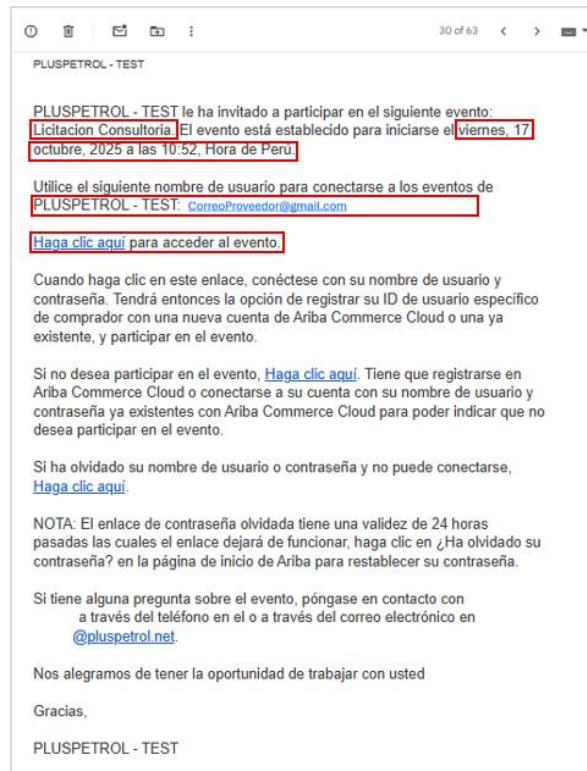 30 of 63
PLUSPETROL - TEST
PLUSPETROL - TEST le ha invitado a participar en el siguiente evento:
Licitacion Consultoria. El evento está establecido para iniciarse el viernes, 17
octubre, 2025 a las 10:52, Hora de Perú.
Utilice el siguiente nombre de usuario para conectarse a los eventos de
PLUSPETROL - TEST: CorreoProveedor@gmail.com
Haga clic aquí para acceder al evento.
Cuando haga clic en este enlace, conéctese con su nombre de usuario y
contraseña. Tendrá entonces la opción de registrar su ID de usuario específico
de comprador con una nueva cuenta de Ariba Commerce Cloud o una ya
existente, y participar en el evento.
Si no desea participar en el evento, Haga clic aquí. Tiene que registrarse en
Ariba Commerce Cloud o conectarse a su cuenta con su nombre de usuario y
contraseña ya existentes con Ariba Commerce Cloud para poder indicar que no
desea participar en el evento.
Si ha olvidado su nombre de usuario o contraseña y no puede conectarse,
Haga clic aquí.
NOTA: El enlace de contraseña olvidada tiene una validez de 24 horas
pasadas las cuales el enlace dejará de funcionar, haga clic en ¿Ha olvidado su
contraseña? en la página de inicio de Ariba para restablecer su contraseña.
Si tiene alguna pregunta sobre el evento, póngase en contacto con
a través del teléfono en el o a través del correo electrónico en
@pluspetrol.net.
Nos alegramos de tener la oportunidad de trabajar con usted
Gracias,
PLUSPETROL - TEST